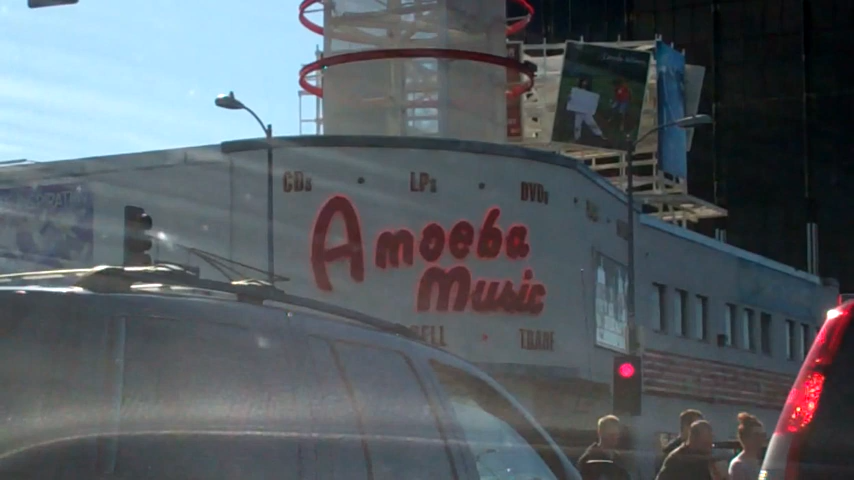 CDs • LPs • DVDs •
Amoeba
Music
SELL • TRADE